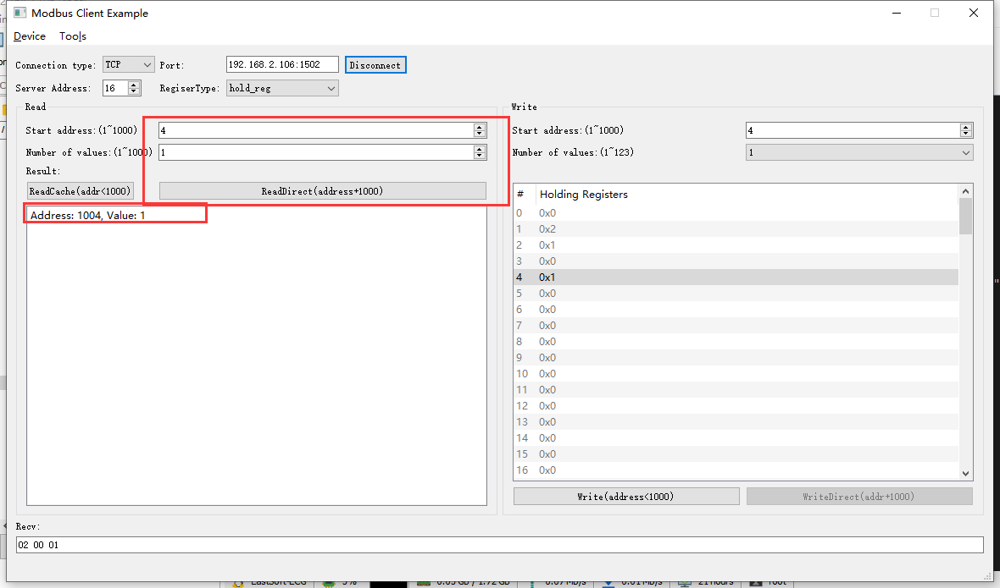 Modbus Client Example
Device Tools
Connection type: TCP Port: 192.168.2.106:1502 Disconnect
Server Address: 16 RegiserType: hold_reg
Read
Start address:(1~1000) 4
Number of values:(1~1000) 1
Result:
ReadCache(addr<1000) ReadDirect(address+1000)
Address: 1004, Value: 1
Write
Start address:(1~1000) 4
Number of values:(1~123) 1
# Holding Registers
0 0x0
1 0x2
2 0x1
3 0x0
4 0x1
5 0x0
6 0x0
7 0x0
8 0x0
9 0x0
10 0x0
11 0x0
12 0x0
13 0x0
14 0x0
15 0x0
16 0x0
Write(address<1000) WriteDirect(addr+1000)
Recv:
02 00 01